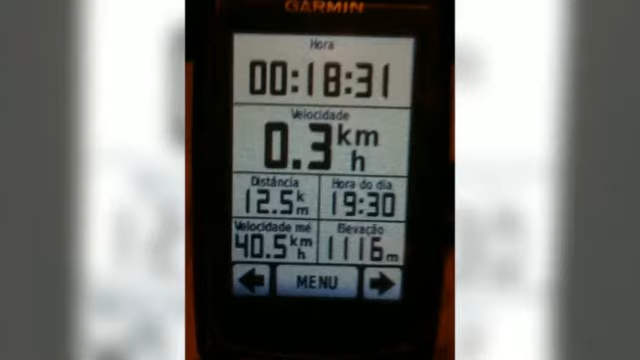 GARMIN
Hora
00:18:31
Velocidade
0.3 km h
Distância Hora do dia
12.5 km 19:30
Velocidade mé Elevação
40.5 km h 1116 m
MENU